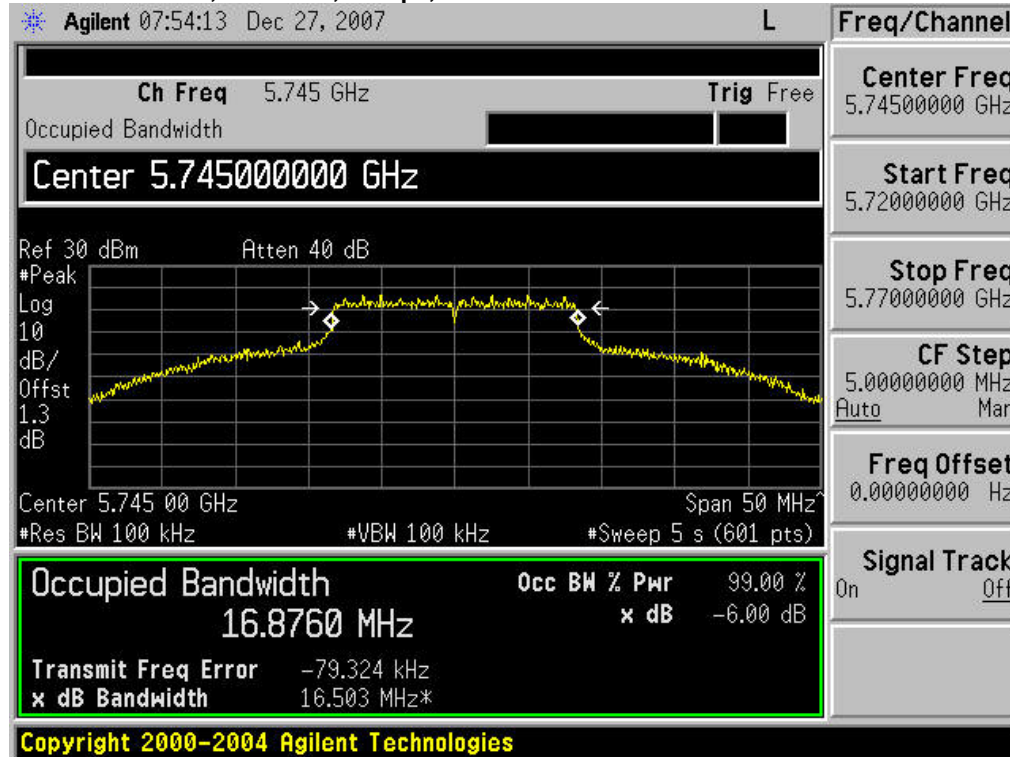 Agilent 07:54:13 Dec 27, 2007 L
Freq/Channel
Ch Freq 5.745 GHz Trig Free
Occupied Bandwidth
Center 5.745000000 GHz
Ref 30 dBm Atten 40 dB
#Peak
Log
10
dB/
Offst
1.3
dB
Center 5.745 00 GHz Span 50 MHz^
#Res BW 100 kHz #VBW 100 kHz #Sweep 5 s (601 pts)
Occupied Bandwidth Occ BW % Pwr 99.00 %
16.8760 MHz x dB -6.00 dB
Transmit Freq Error -79.324 kHz
x dB Bandwidth 16.503 MHz*
Center Freq
5.74500000 GHz
Start Freq
5.72000000 GHz
Stop Freq
5.77000000 GHz
CF Step
5.00000000 MHz
Auto Man
Freq Offset
0.00000000 Hz
Signal Track
On Off
Copyright 2000-2004 Agilent Technologies